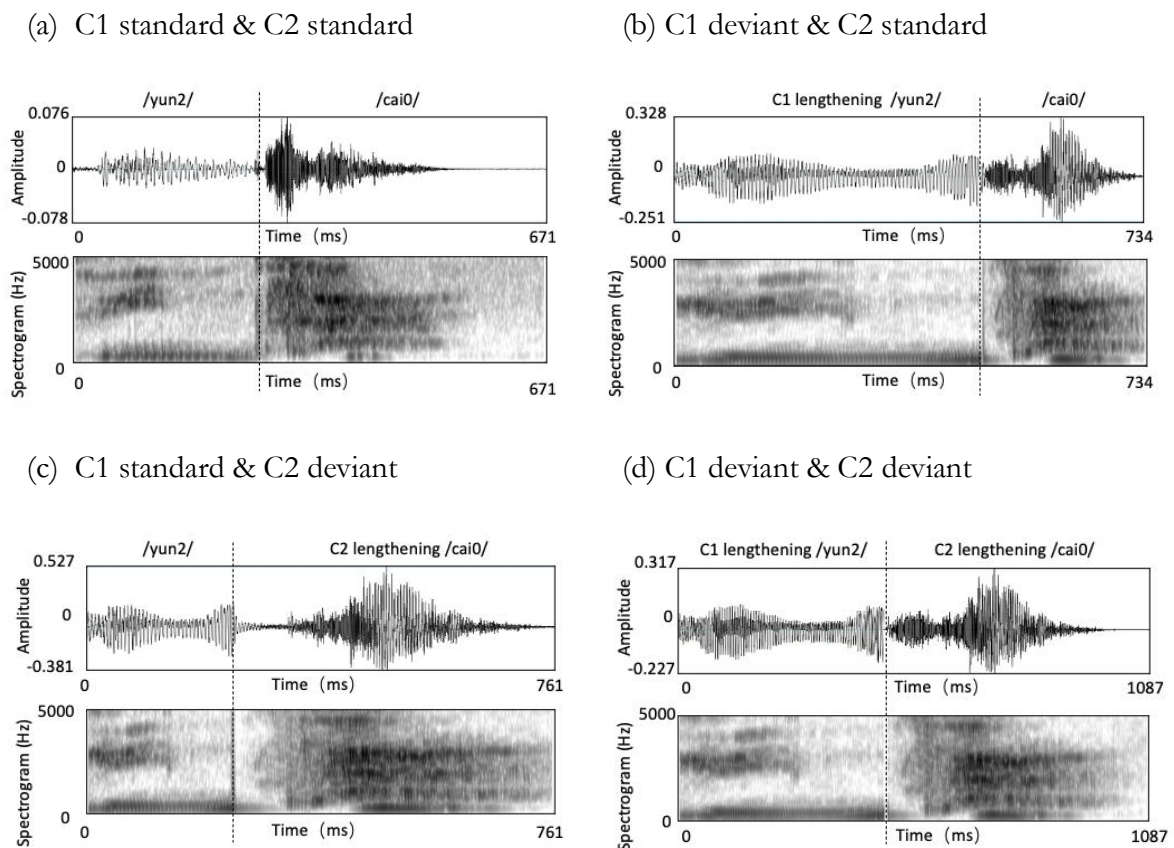 (a) C1 standard & C2 standard
/yun2/ /cai0/
0.076
Amplitude
0
-0.078
0 Time (ms) 671
5000
Spectrogram (Hz)
0
0 Time (ms) 671
(b) C1 deviant & C2 standard
C1 lengthening /yun2/ /cai0/
0.328
Amplitude
0
-0.251
0 Time (ms) 734
5000
Spectrogram (Hz)
0
0 Time (ms) 734
(c) C1 standard & C2 deviant
/yun2/ C2 lengthening /cai0/
0.527
Amplitude
0
-0.381
0 Time (ms) 761
5000
Spectrogram (Hz)
0
0 Time (ms) 761
(d) C1 deviant & C2 deviant
C1 lengthening /yun2/ C2 lengthening /cai0/
0.317
Amplitude
0
-0.227
0 Time (ms) 1087
5000
Spectrogram (Hz)
0
0 Time (ms) 1087